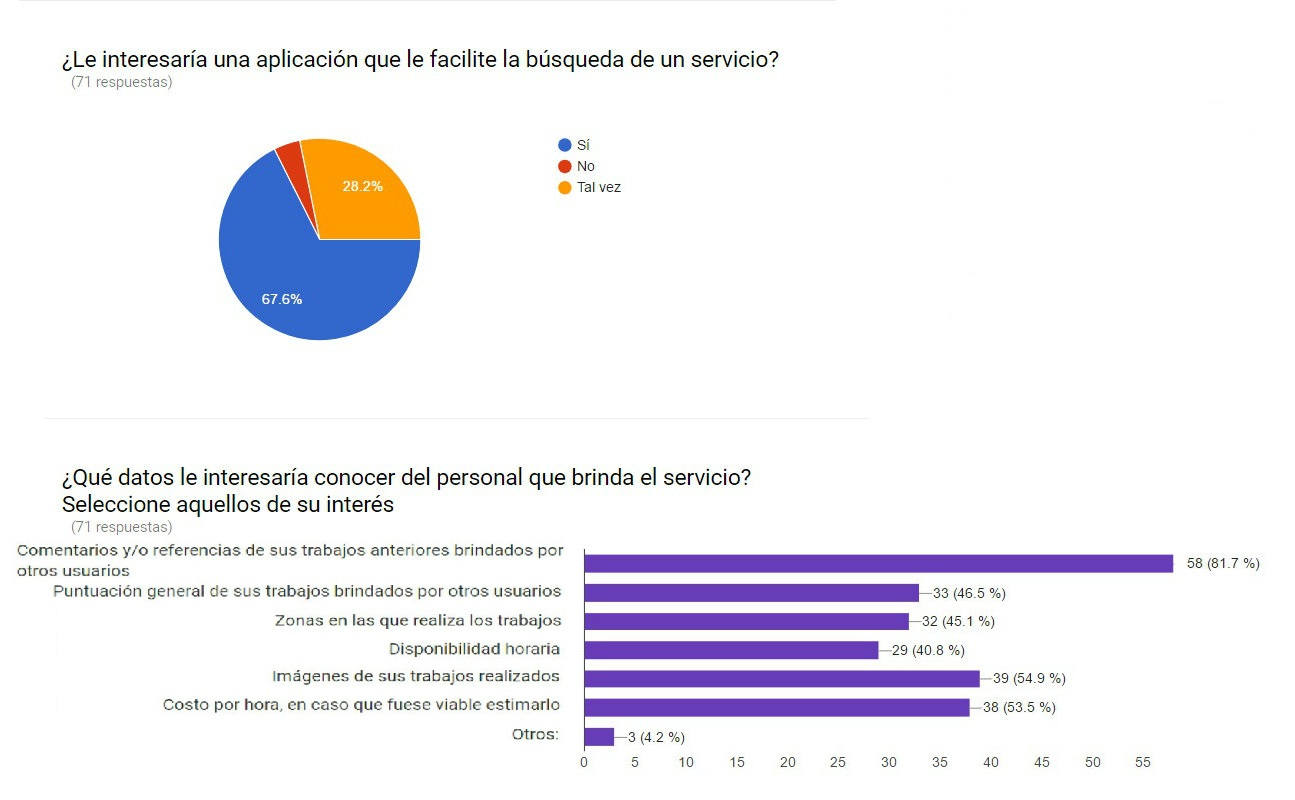 ¿Le interesaría una aplicación que le facilite la búsqueda de un servicio?
(71 respuestas)
Sí
No
Tal vez
28.2%
67.6%
¿Qué datos le interesaría conocer del personal que brinda el servicio?
Seleccione aquellos de su interés
(71 respuestas)
Comentarios y/o referencias de sus trabajos anteriores brindados por
otros usuarios
58 (81.7 %)
Puntuación general de sus trabajos brindados por otros usuarios
33 (46.5 %)
Zonas en las que realiza los trabajos
32 (45.1 %)
Disponibilidad horaria
29 (40.8 %)
Imágenes de sus trabajos realizados
39 (54.9 %)
Costo por hora, en caso que fuese viable estimarlo
38 (53.5 %)
Otros:
3 (4.2 %)
0 5 10 15 20 25 30 35 40 45 50 55